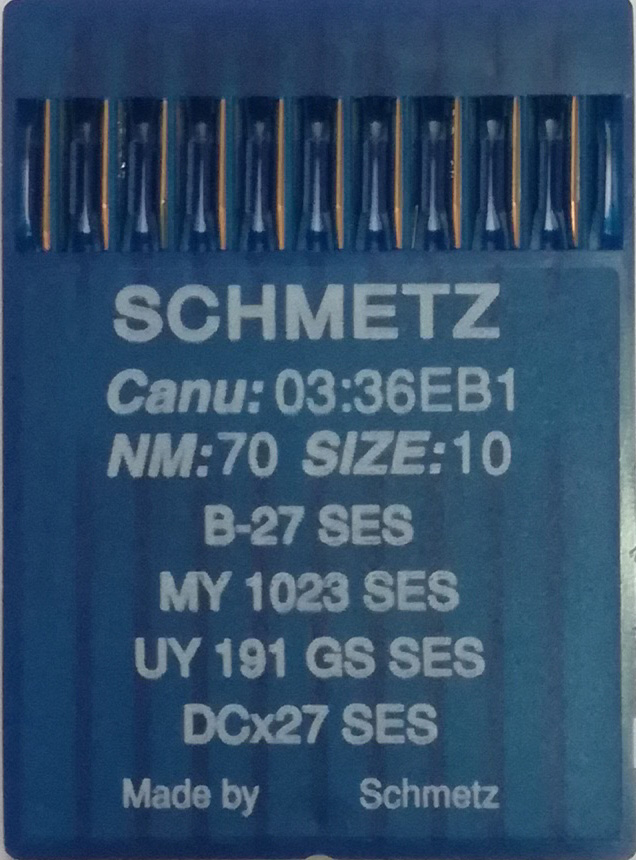 SCHMETZ
Canu: 03:36EB1
NM:70 SIZE:10
B-27 SES
MY 1023 SES
UY 191 GS SES
DCx27 SES
Made by Schmetz